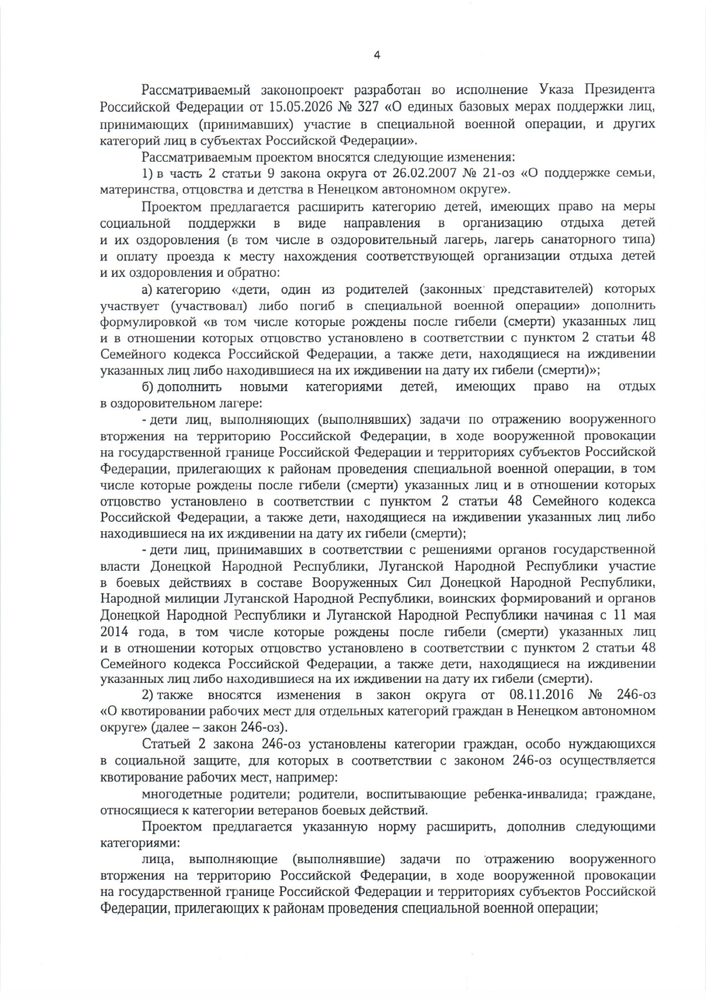 4
Рассматриваемый законопроект разработан во исполнение Указа Президента
Российской Федерации от 15.05.2026 № 327 «О единых базовых мерах поддержки лиц,
принимающих (принимавших) участие в специальной военной операции, и других
категорий лиц в субъектах Российской Федерации».
Рассматриваемым проектом вносятся следующие изменения:
1) в часть 2 статьи 9 закона округа от 26.02.2007 № 21-оз «О поддержке семьи,
материнства, отцовства и детства в Ненецком автономном округе».
Проектом предлагается расширить категорию детей, имеющих право на меры
социальной поддержки в виде направления в организацию отдыха детей
и их оздоровления (в том числе в оздоровительный лагерь, лагерь санаторного типа)
и оплату проезда к месту нахождения соответствующей организации отдыха детей
и их оздоровления и обратно:
а) категорию «дети, один из родителей (законных представителей) которых
участвует (участвовал) либо погиб в специальной военной операции» дополнить
формулировкой «в том числе которые рождены после гибели (смерти) указанных лиц
и в отношении которых отцовство установлено в соответствии с пунктом 2 статьи 48
Семейного кодекса Российской Федерации, а также дети, находящиеся на иждивении
указанных лиц либо находившиеся на их иждивении на дату их гибели (смерти)»;
б) дополнить новыми категориями детей, имеющих право на отдых
в оздоровительном лагере:
- дети лиц, выполняющих (выполнявших) задачи по отражению вооруженного
вторжения на территорию Российской Федерации, в ходе вооруженной провокации
на государственной границе Российской Федерации и территориях субъектов Российской
Федерации, прилегающих к районам проведения специальной военной операции, в том
числе которые рождены после гибели (смерти) указанных лиц и в отношении которых
отцовство установлено в соответствии с пунктом 2 статьи 48 Семейного кодекса
Российской Федерации, а также дети, находящиеся на иждивении указанных лиц либо
находившиеся на их иждивении на дату их гибели (смерти);
- дети лиц, принимавших в соответствии с решениями органов государственной
власти Донецкой Народной Республики, Луганской Народной Республики участие
в боевых действиях в составе Вооруженных Сил Донецкой Народной Республики,
Народной милиции Луганской Народной Республики, воинских формирований и органов
Донецкой Народной Республики и Луганской Народной Республики начиная с 11 мая
2014 года, в том числе которые рождены после гибели (смерти) указанных лиц
и в отношении которых отцовство установлено в соответствии с пунктом 2 статьи 48
Семейного кодекса Российской Федерации, а также дети, находящиеся на иждивении
указанных лиц либо находившиеся на их иждивении на дату их гибели (смерти).
2) также вносятся изменения в закон округа от 08.11.2016 № 246-оз
«О квотировании рабочих мест для отдельных категорий граждан в Ненецком автономном
округе» (далее – закон 246-оз).
Статьей 2 закона 246-оз установлены категории граждан, особо нуждающихся
в социальной защите, для которых в соответствии с законом 246-оз осуществляется
квотирование рабочих мест, например:
многодетные родители; родители, воспитывающие ребенка-инвалида; граждане,
относящиеся к категории ветеранов боевых действий.
Проектом предлагается указанную норму расширить, дополнив следующими
категориями:
лица, выполняющие (выполнявшие) задачи по отражению вооруженного
вторжения на территорию Российской Федерации, в ходе вооруженной провокации
на государственной границе Российской Федерации и территориях субъектов Российской
Федерации, прилегающих к районам проведения специальной военной операции;